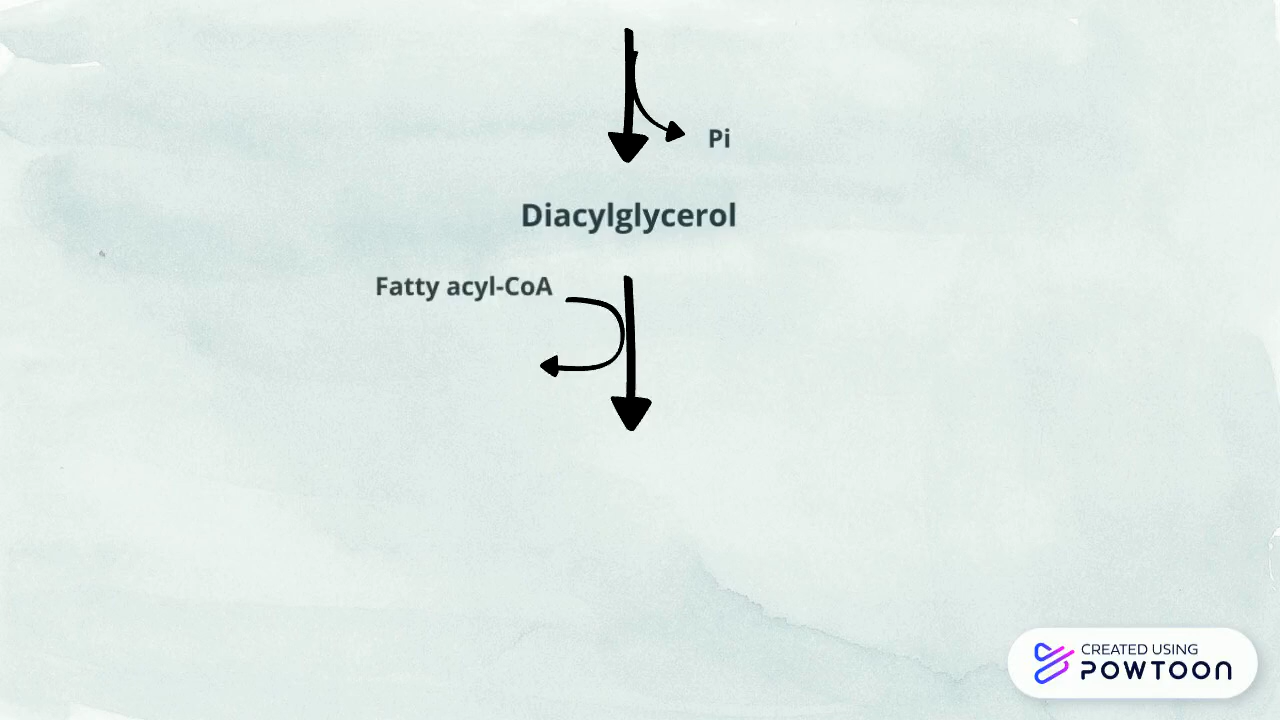 Pi
Diacylglycerol
Fatty acyl-CoA
CREATED USING
POWTOON